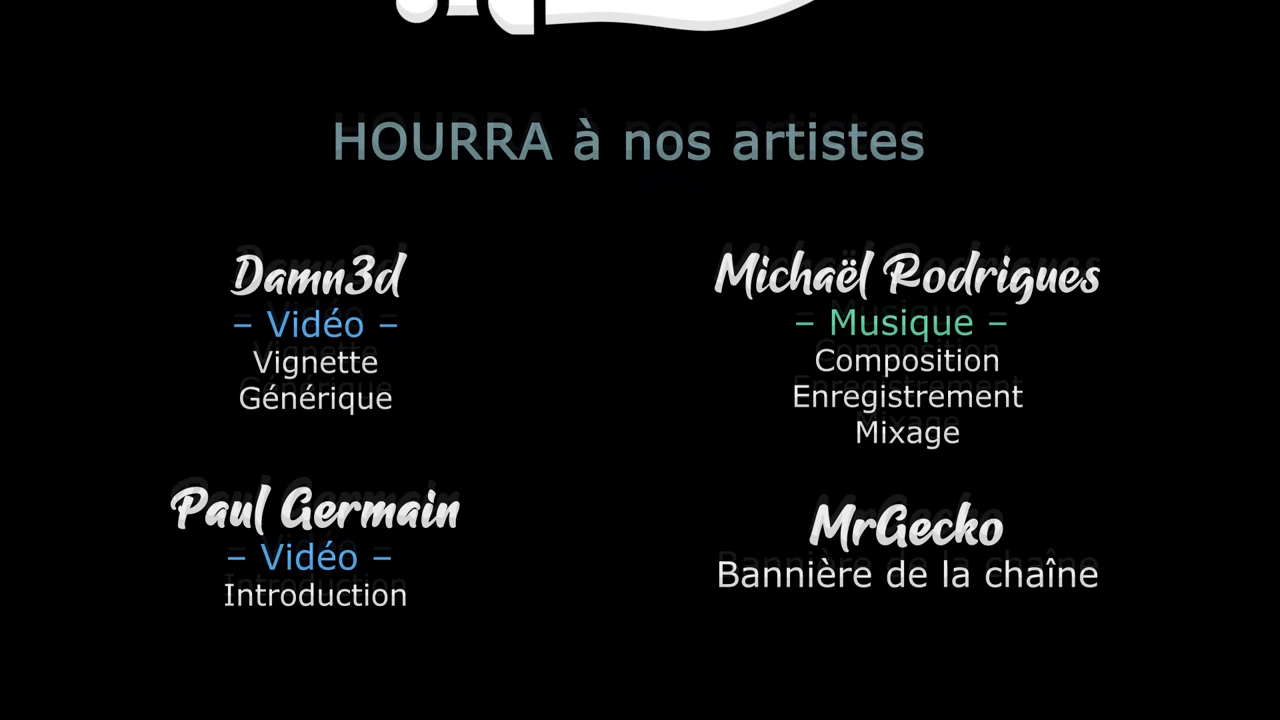 HOURRA à nos artistes
Damn3d
– Vidéo –
Vignette
Générique
Michaël Rodrigues
– Musique –
Composition
Enregistrement
Mixage
Paul Germain
– Vidéo –
Introduction
MrGecko
Bannière de la chaîne